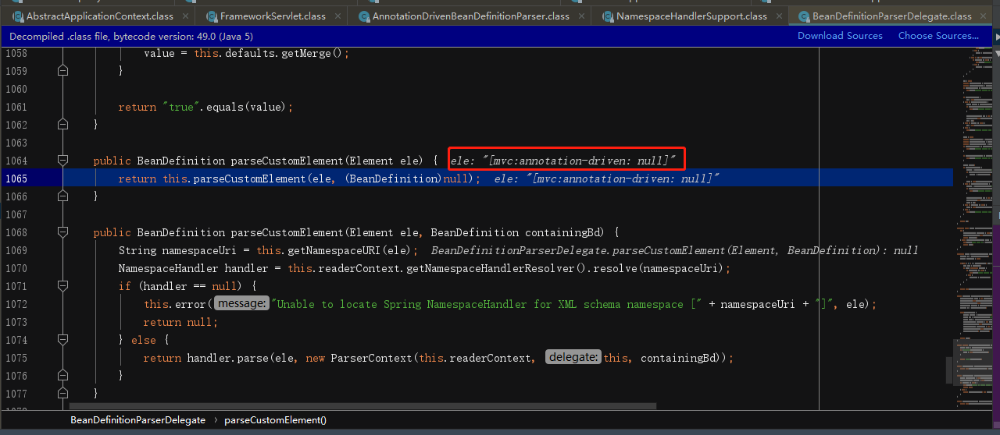 AbstractApplicationContext.class
FrameworkServlet.class
AnnotationDrivenBeanDefinitionParser.class
NamespaceHandlerSupport.class
BeanDefinitionParserDelegate.class
Decompiled .class file, bytecode version: 49.0 (Java 5)
Download Sources
Choose Sources...
1058 value = this.defaults.getMerge();
1059 }
1060
1061 return "true".equals(value);
1062 }
1063
1064 public BeanDefinition parseCustomElement(Element ele) { ele: "[mvc:annotation-driven: null]"
1065 return this.parseCustomElement(ele, (BeanDefinition)null); ele: "[mvc:annotation-driven: null]"
1066 }
1067
1068 public BeanDefinition parseCustomElement(Element ele, BeanDefinition containingBd) {
1069 String namespaceUri = this.getNamespaceURI(ele); BeanDefinitionParserDelegate.parseCustomElement(Element, BeanDefinition): null
1070 NamespaceHandler handler = this.readerContext.getNamespaceHandlerResolver().resolve(namespaceUri);
1071 if (handler == null) {
1072 this.error( message: "Unable to locate Spring NamespaceHandler for XML schema namespace [" + namespaceUri + "]", ele);
1073 return null;
1074 } else {
1075 return handler.parse(ele, new ParserContext(this.readerContext, delegate: this, containingBd));
1076 }
1077 }
BeanDefinitionParserDelegate › parseCustomElement()